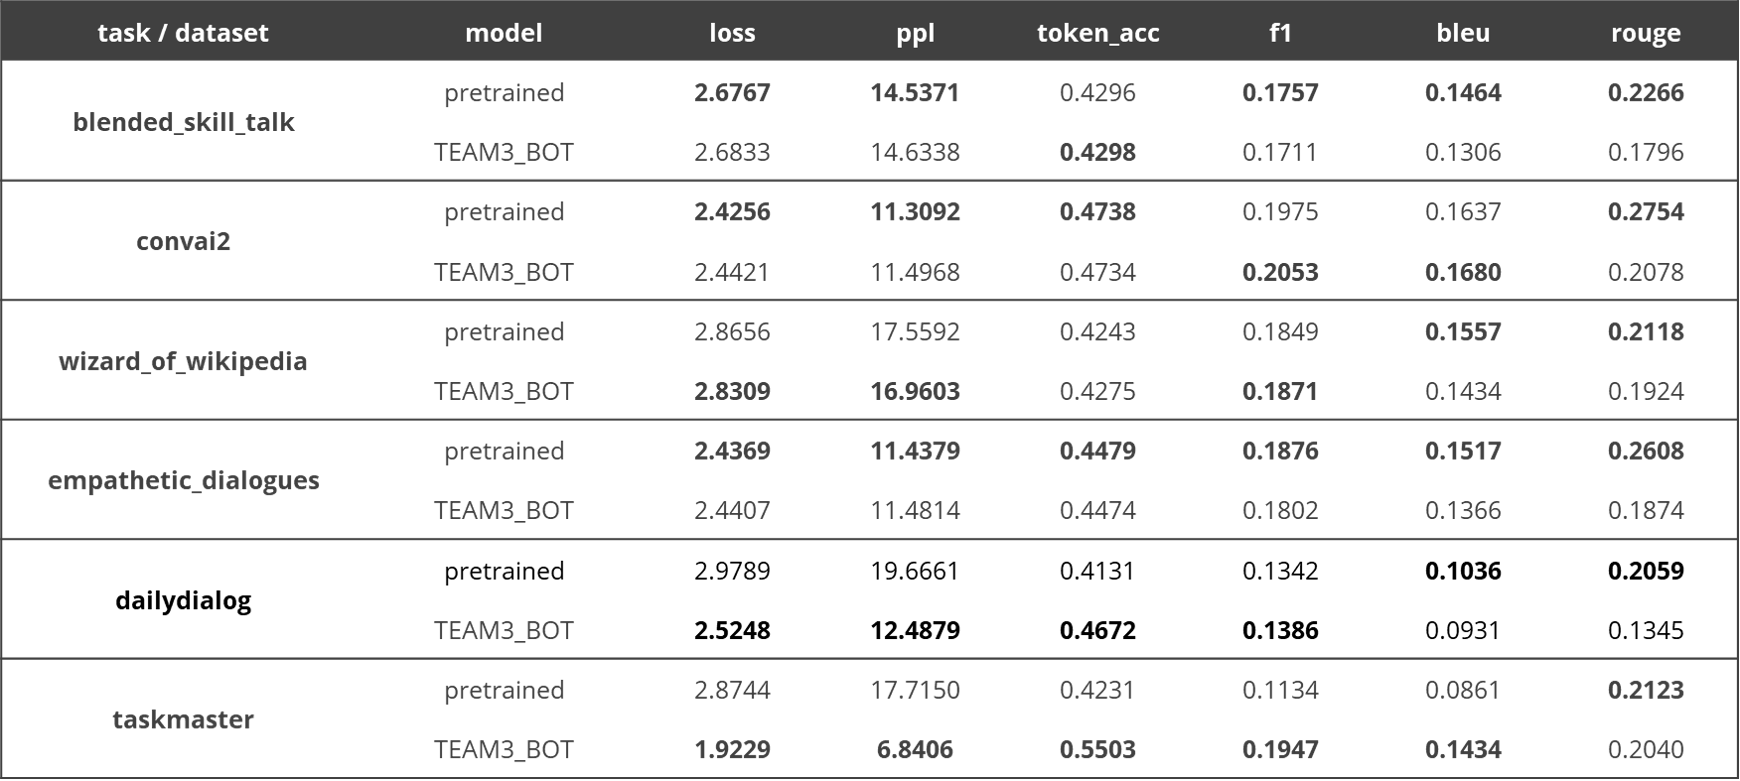 task / dataset model loss ppl token_acc f1 bleu rouge
blended_skill_talk
pretrained 2.6767 14.5371 0.4296 0.1757 0.1464 0.2266
TEAM3_BOT 2.6833 14.6338 0.4298 0.1711 0.1306 0.1796
convai2
pretrained 2.4256 11.3092 0.4738 0.1975 0.1637 0.2754
TEAM3_BOT 2.4421 11.4968 0.4734 0.2053 0.1680 0.2078
wizard_of_wikipedia
pretrained 2.8656 17.5592 0.4243 0.1849 0.1557 0.2118
TEAM3_BOT 2.8309 16.9603 0.4275 0.1871 0.1434 0.1924
empathetic_dialogues
pretrained 2.4369 11.4379 0.4479 0.1876 0.1517 0.2608
TEAM3_BOT 2.4407 11.4814 0.4474 0.1802 0.1366 0.1874
dailydialog
pretrained 2.9789 19.6661 0.4131 0.1342 0.1036 0.2059
TEAM3_BOT 2.5248 12.4879 0.4672 0.1386 0.0931 0.1345
taskmaster
pretrained 2.8744 17.7150 0.4231 0.1134 0.0861 0.2123
TEAM3_BOT 1.9229 6.8406 0.5503 0.1947 0.1434 0.2040